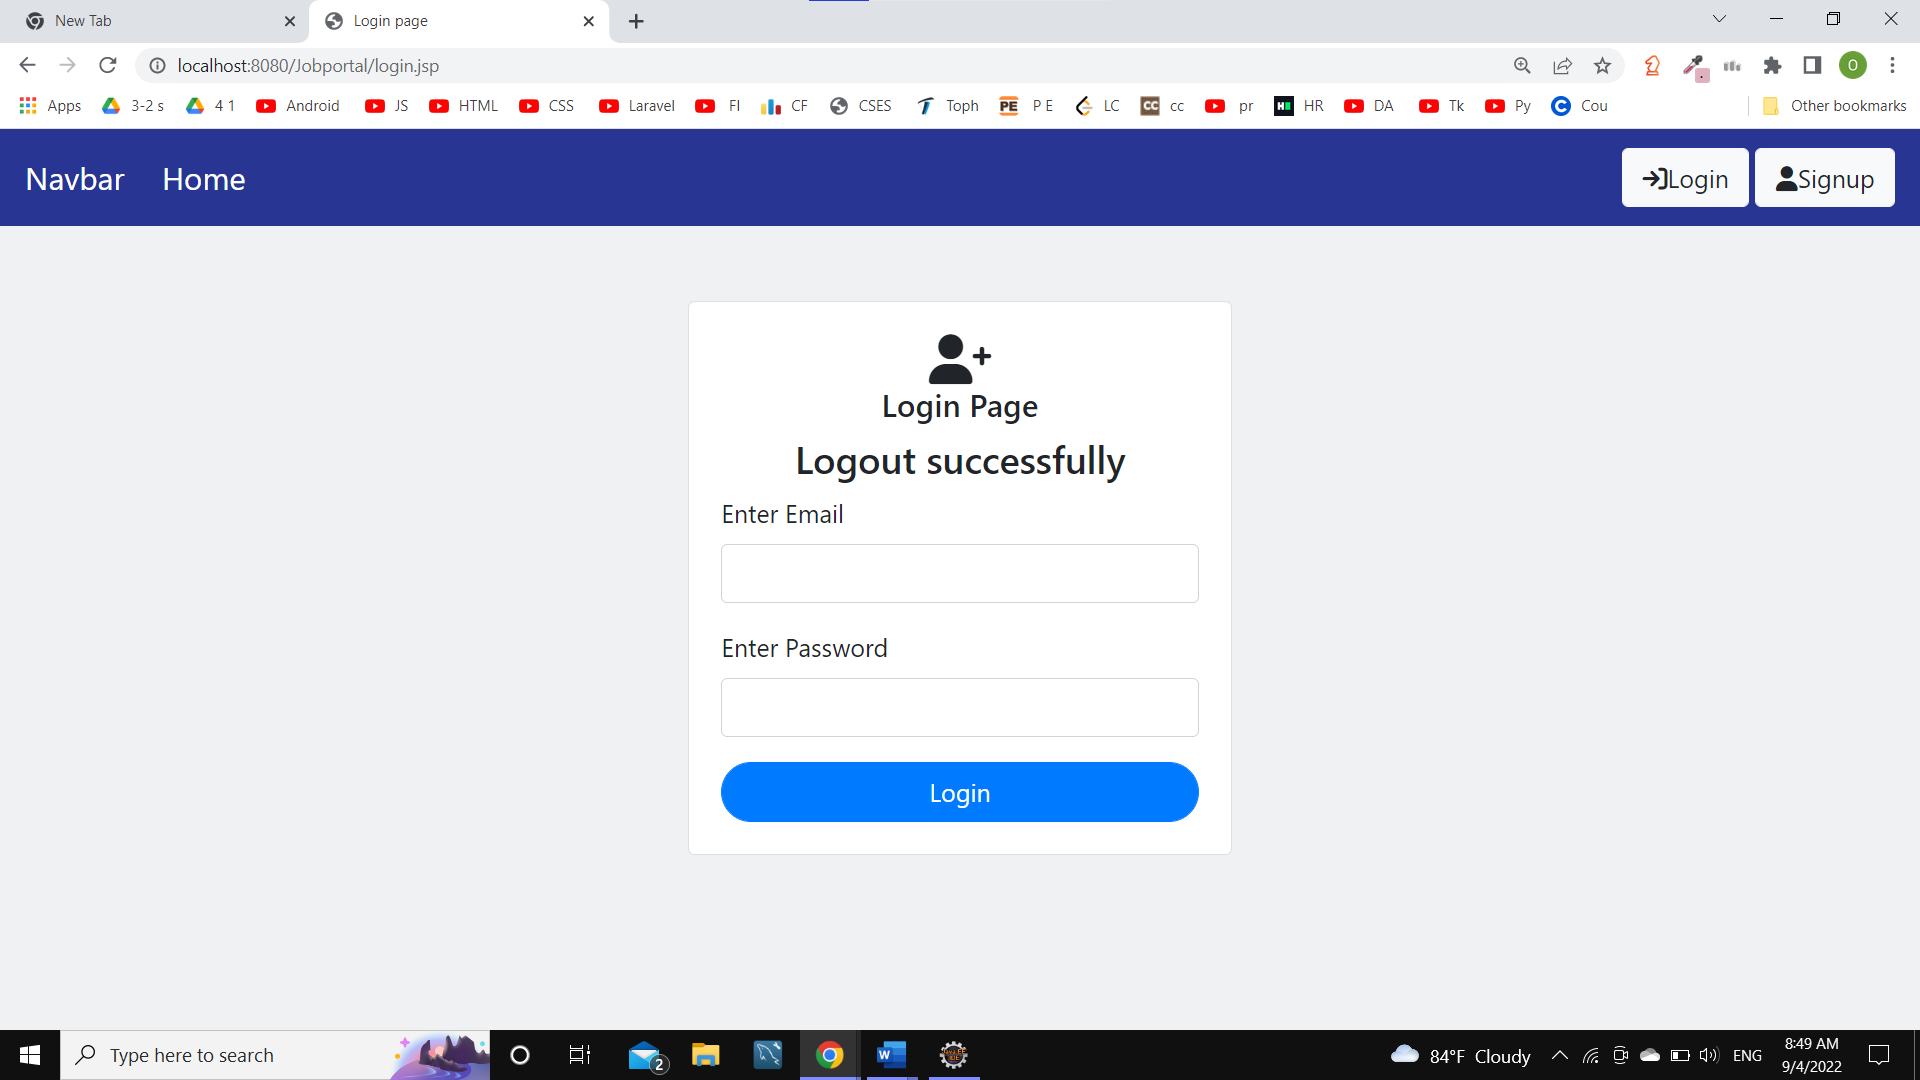 New Tab
Login page
localhost:8080/Jobportal/login.jsp
O
Apps 3-2 s 4 1 Android JS HTML CSS Laravel FI CF CSES Toph PE P E LC CC cc pr HR DA Tk Py Cou Other bookmarks
Navbar Home Login Signup
Login Page
Logout successfully
Enter Email
Enter Password
Login
Type here to search
2
W
84°F Cloudy
ENG
8:49 AM
9/4/2022